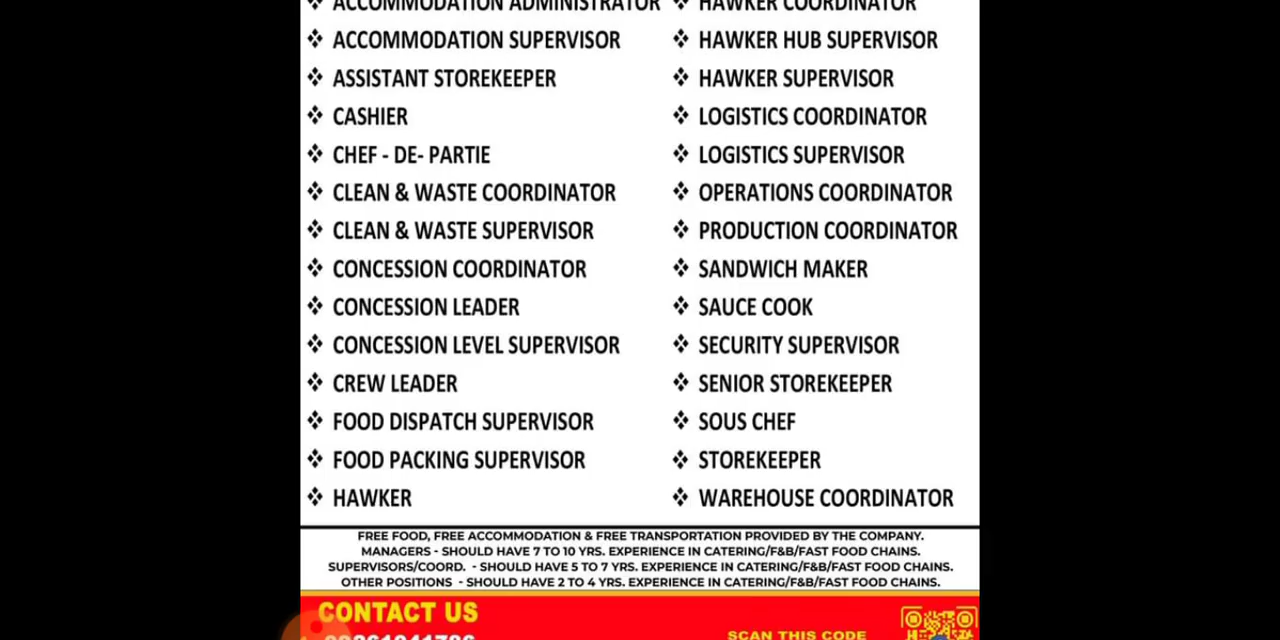 ACCOMMODATION ADMINISTRATOR
ACCOMMODATION SUPERVISOR
ASSISTANT STOREKEEPER
CASHIER
CHEF - DE- PARTIE
CLEAN & WASTE COORDINATOR
CLEAN & WASTE SUPERVISOR
CONCESSION COORDINATOR
CONCESSION LEADER
CONCESSION LEVEL SUPERVISOR
CREW LEADER
FOOD DISPATCH SUPERVISOR
FOOD PACKING SUPERVISOR
HAWKER
HAWKER COORDINATOR
HAWKER HUB SUPERVISOR
HAWKER SUPERVISOR
LOGISTICS COORDINATOR
LOGISTICS SUPERVISOR
OPERATIONS COORDINATOR
PRODUCTION COORDINATOR
SANDWICH MAKER
SAUCE COOK
SECURITY SUPERVISOR
SENIOR STOREKEEPER
SOUS CHEF
STOREKEEPER
WAREHOUSE COORDINATOR
FREE FOOD, FREE ACCOMMODATION & FREE TRANSPORTATION PROVIDED BY THE COMPANY.
MANAGERS - SHOULD HAVE 7 TO 10 YRS. EXPERIENCE IN CATERING/F&B/FAST FOOD CHAINS.
SUPERVISORS/COORD. - SHOULD HAVE 5 TO 7 YRS. EXPERIENCE IN CATERING/F&B/FAST FOOD CHAINS.
OTHER POSITIONS - SHOULD HAVE 2 TO 4 YRS. EXPERIENCE IN CATERING/F&B/FAST FOOD CHAINS.
CONTACT US
SCAN THIS CODE